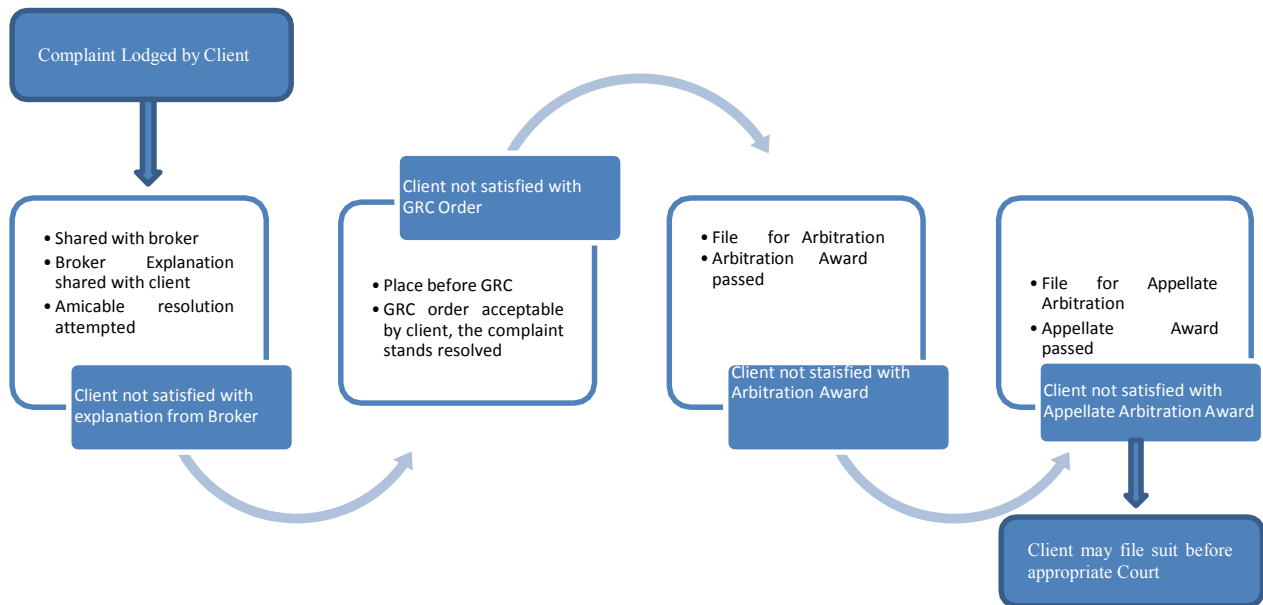 Complaint Lodged by Client
• Shared with broker
• Broker Explanation
shared with client
• Amicable resolution
attempted
Client not satisfied with
explanation from Broker
Client not satisfied with
GRC Order
• Place before GRC
• GRC order acceptable
by client, the complaint
stands resolved
• File for Arbitration
• Arbitration Award
passed
Client not staisfied with
Arbitration Award
• File for Appellate
Arbitration
• Appellate Award
passed
Client not satisfied with
Appellate Arbitration Award
Client may file suit before
appropriate Court